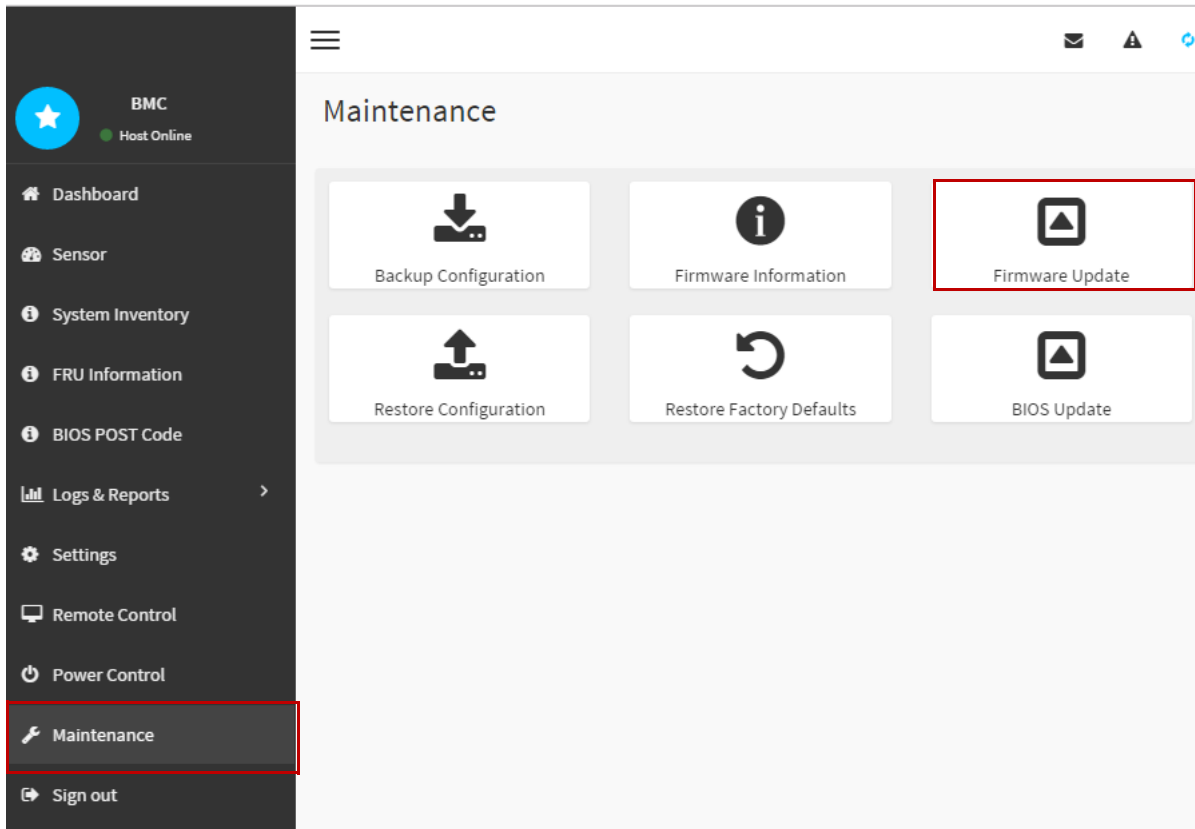 BMC
Host Online
Dashboard
Sensor
System Inventory
FRU Information
BIOS POST Code
Logs & Reports
Settings
Remote Control
Power Control
Maintenance
Sign out
Maintenance
Backup Configuration
Firmware Information
Firmware Update
Restore Configuration
Restore Factory Defaults
BIOS Update